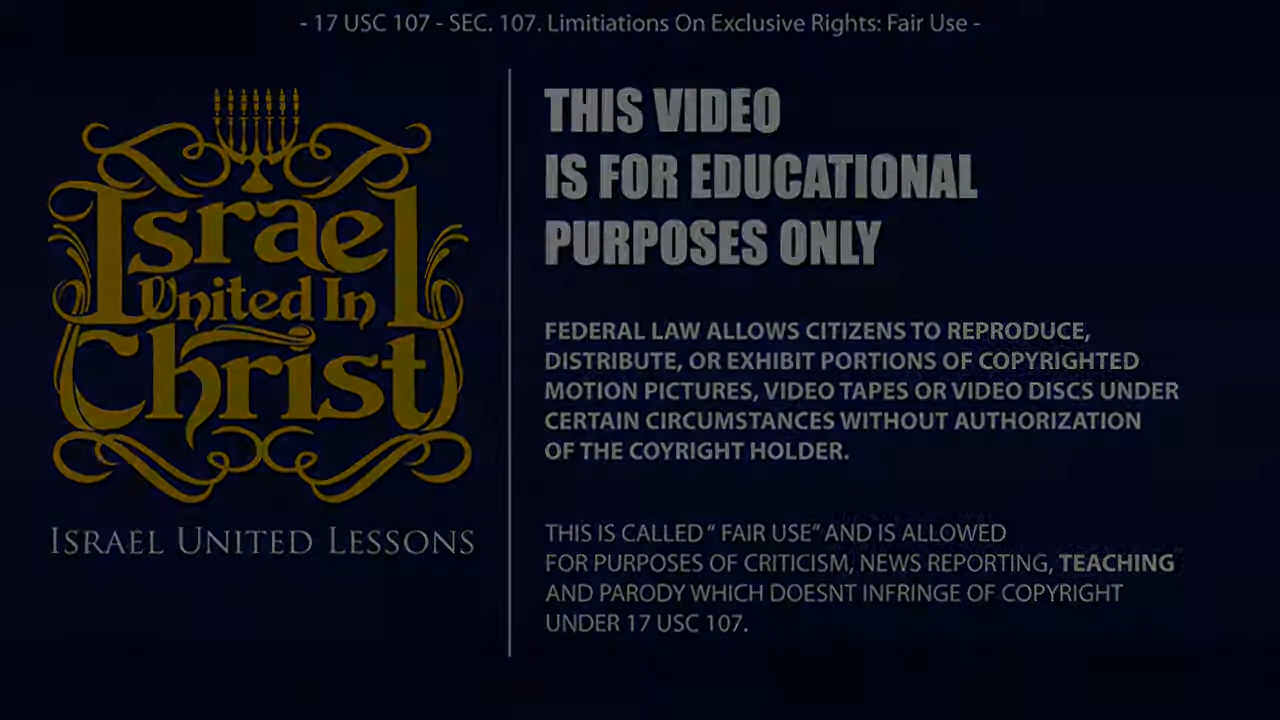 - 17 USC 107 - SEC. 107. Limitiations On Exclusive Rights: Fair Use -
Israel
United In
Christ
ISRAEL UNITED LESSONS
THIS VIDEO
IS FOR EDUCATIONAL
PURPOSES ONLY
FEDERAL LAW ALLOWS CITIZENS TO REPRODUCE,
DISTRIBUTE, OR EXHIBIT PORTIONS OF COPYRIGHTED
MOTION PICTURES, VIDEO TAPES OR VIDEO DISCS UNDER
CERTAIN CIRCUMSTANCES WITHOUT AUTHORIZATION
OF THE COYRIGHT HOLDER.
THIS IS CALLED “ FAIR USE” AND IS ALLOWED
FOR PURPOSES OF CRITICISM, NEWS REPORTING, TEACHING
AND PARODY WHICH DOESNT INFRINGE OF COPYRIGHT
UNDER 17 USC 107.